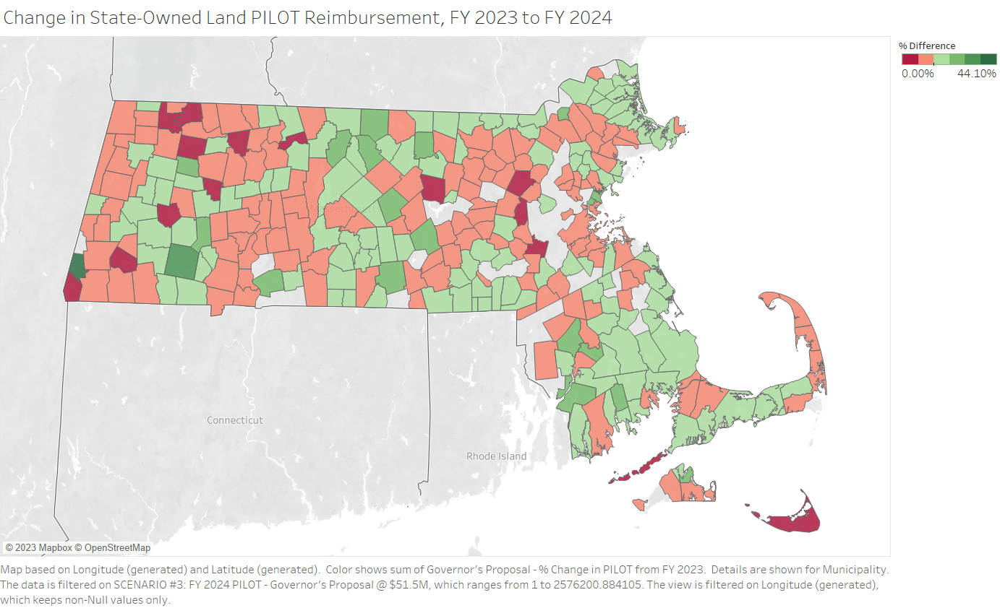 Change in State-Owned Land PILOT Reimbursement, FY 2023 to FY 2024
% Difference
0.00% 44.10%
Massachusetts
Connecticut
Rhode Island
© 2023 Mapbox © OpenStreetMap
Map based on Longitude (generated) and Latitude (generated).  Color shows sum of Governor's Proposal - % Change in PILOT from FY 2023.  Details are shown for Municipality.
The data is filtered on SCENARIO #3: FY 2024 PILOT - Governor's Proposal @ $51.5M, which ranges from 1 to 2576200.884105. The view is filtered on Longitude (generated),
which keeps non-Null values only.